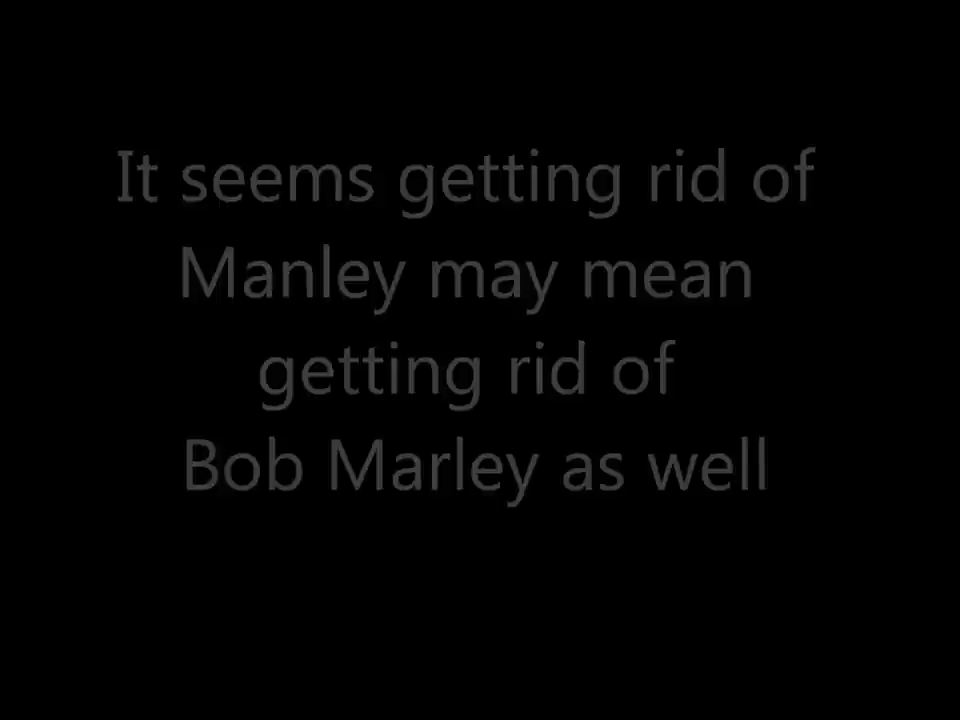 It seems getting rid of
Manley may mean
getting rid of
Bob Marley as well